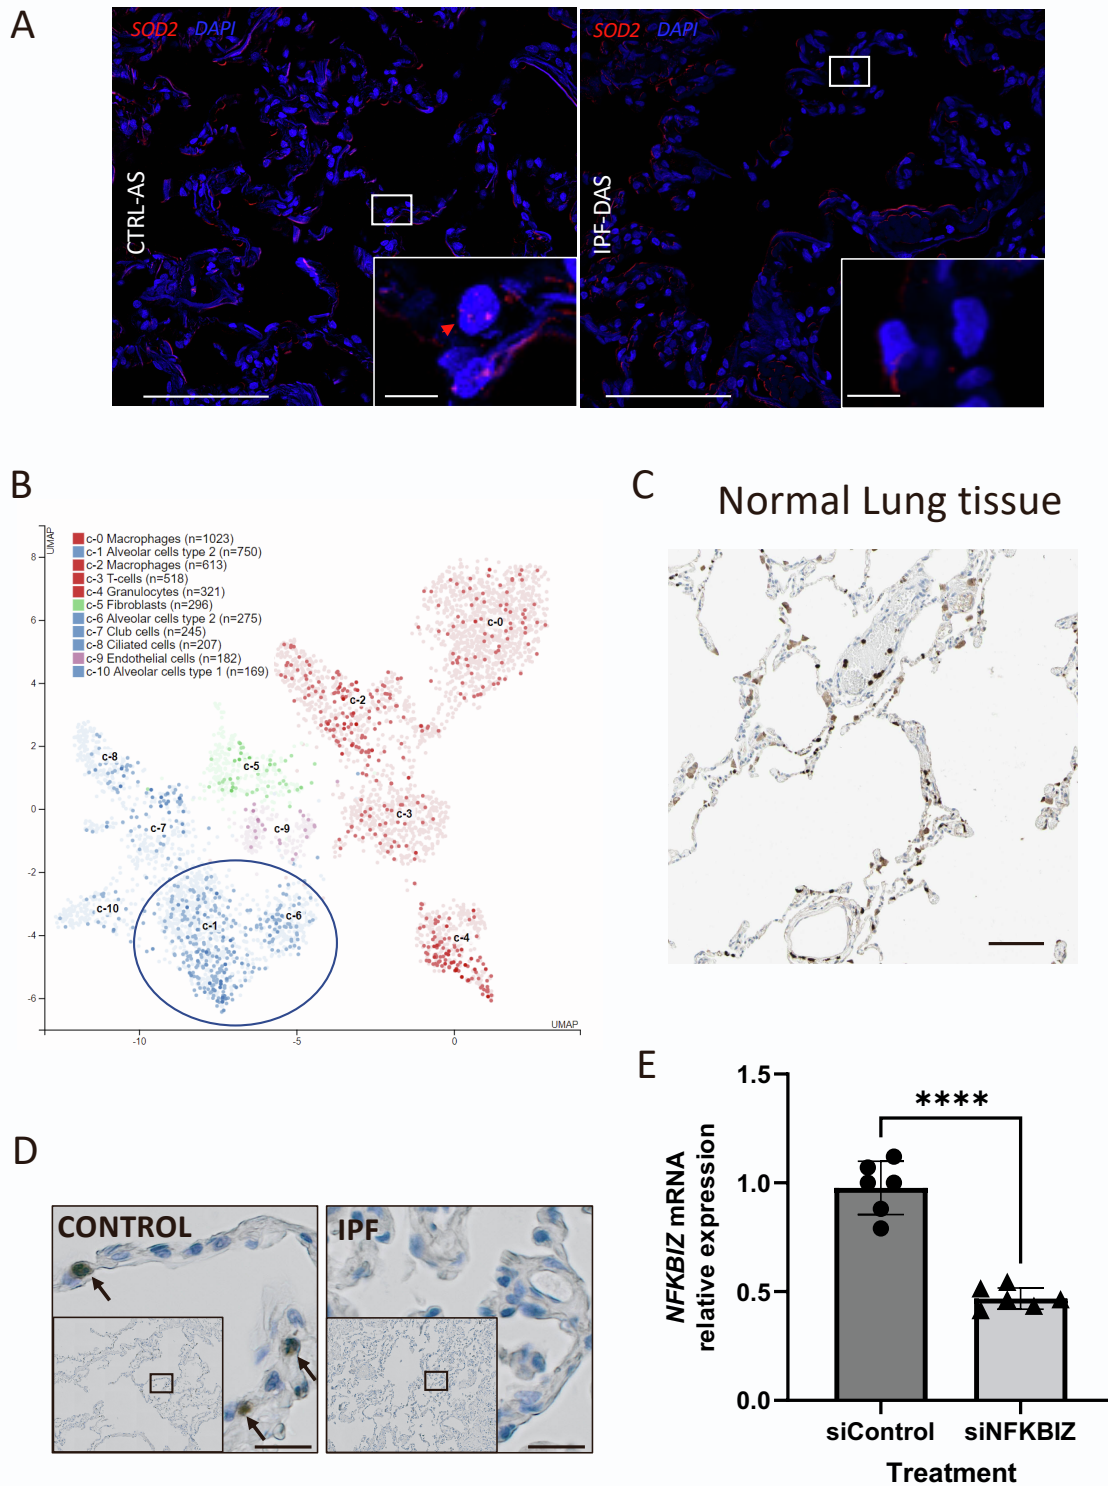 A
SOD2 DAPI
CTRL-AS
SOD2 DAPI
IPF-DAS
B
UMAP
8
6
4
2
0
-2
-4
-6
c-0 Macrophages (n=1023)
c-1 Alveolar cells type 2 (n=750)
c-2 Macrophages (n=613)
c-3 T-cells (n=518)
c-4 Granulocytes (n=321)
c-5 Fibroblasts (n=296)
c-6 Alveolar cells type 2 (n=275)
c-7 Club cells (n=245)
c-8 Ciliated cells (n=207)
c-9 Endothelial cells (n=182)
c-10 Alveolar cells type 1 (n=169)
c-0
c-2
c-8
c-5
c-3
c-7
c-9
c-10
c-6
c-1
c-4
UMAP
-10
-5
0
C
Normal Lung tissue
D
CONTROL
IPF
E
NFKBIZ mRNA
relative expression
1.5
1.0
0.5
0.0
****
siControl
siNFKBIZ
Treatment